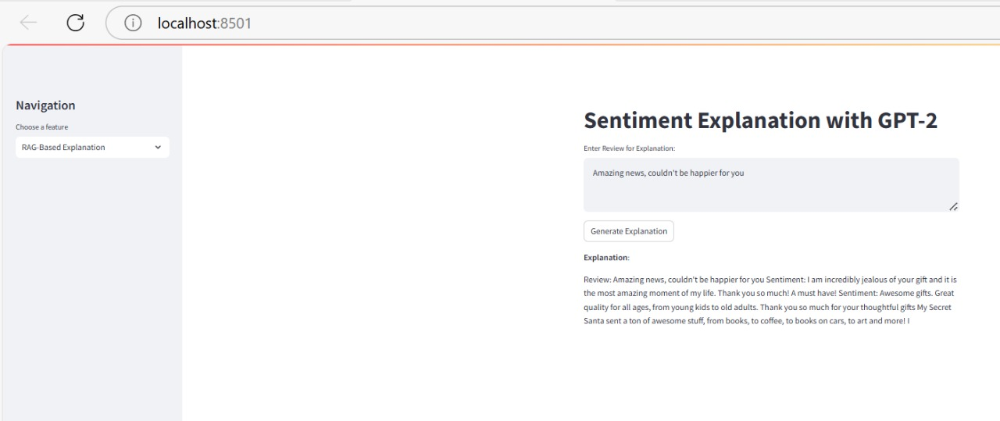 localhost:8501
Navigation
Choose a feature
RAG-Based Explanation
Sentiment Explanation with GPT-2
Enter Review for Explanation:
Amazing news, couldn't be happier for you
Generate Explanation
Explanation:
Review: Amazing news, couldn't be happier for you Sentiment: I am incredibly jealous of your gift and it is
the most amazing moment of my life. Thank you so much! A must have! Sentiment: Awesome gifts. Great
quality for all ages, from young kids to old adults. Thank you so much for your thoughtful gifts My Secret
Santa sent a ton of awesome stuff, from books, to coffee, to books on cars, to art and more! I